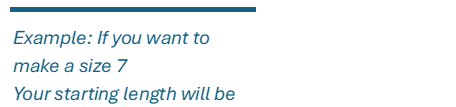 Example: If you want to
make a size 7
Your starting length will be